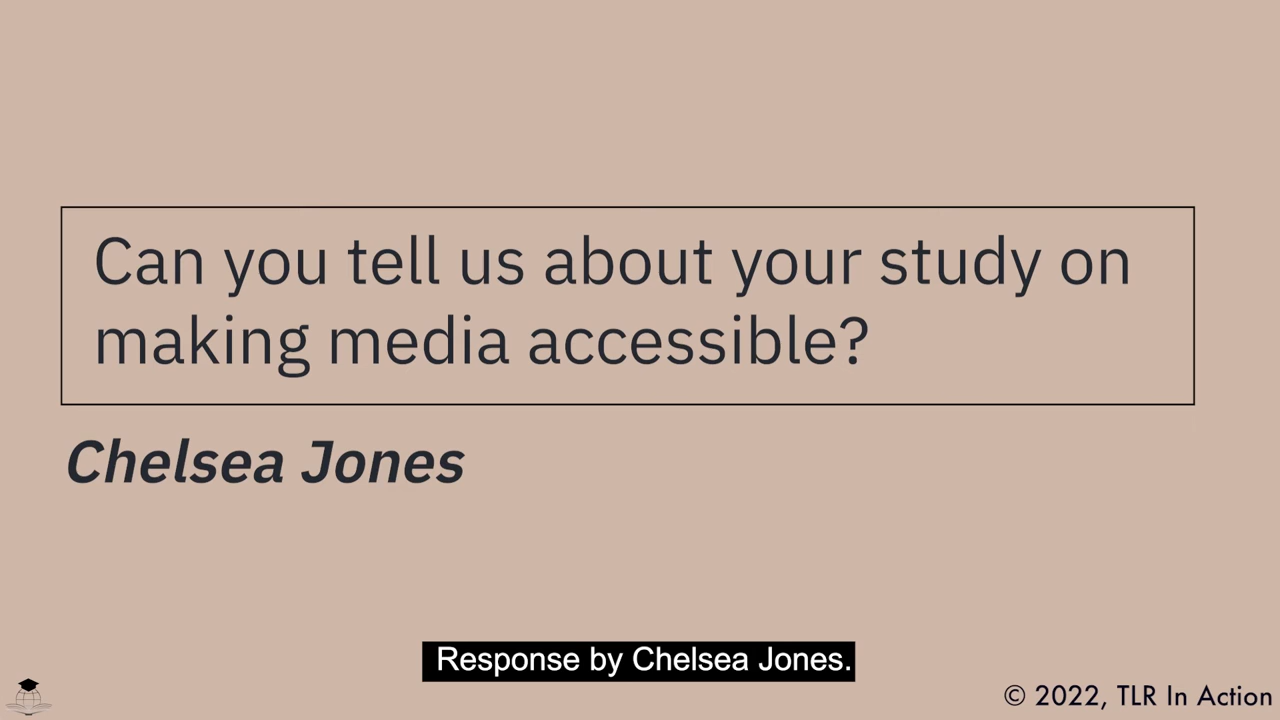 Can you tell us about your study on
making media accessible?
Chelsea Jones
Response by Chelsea Jones.
© 2022, TLR In Action